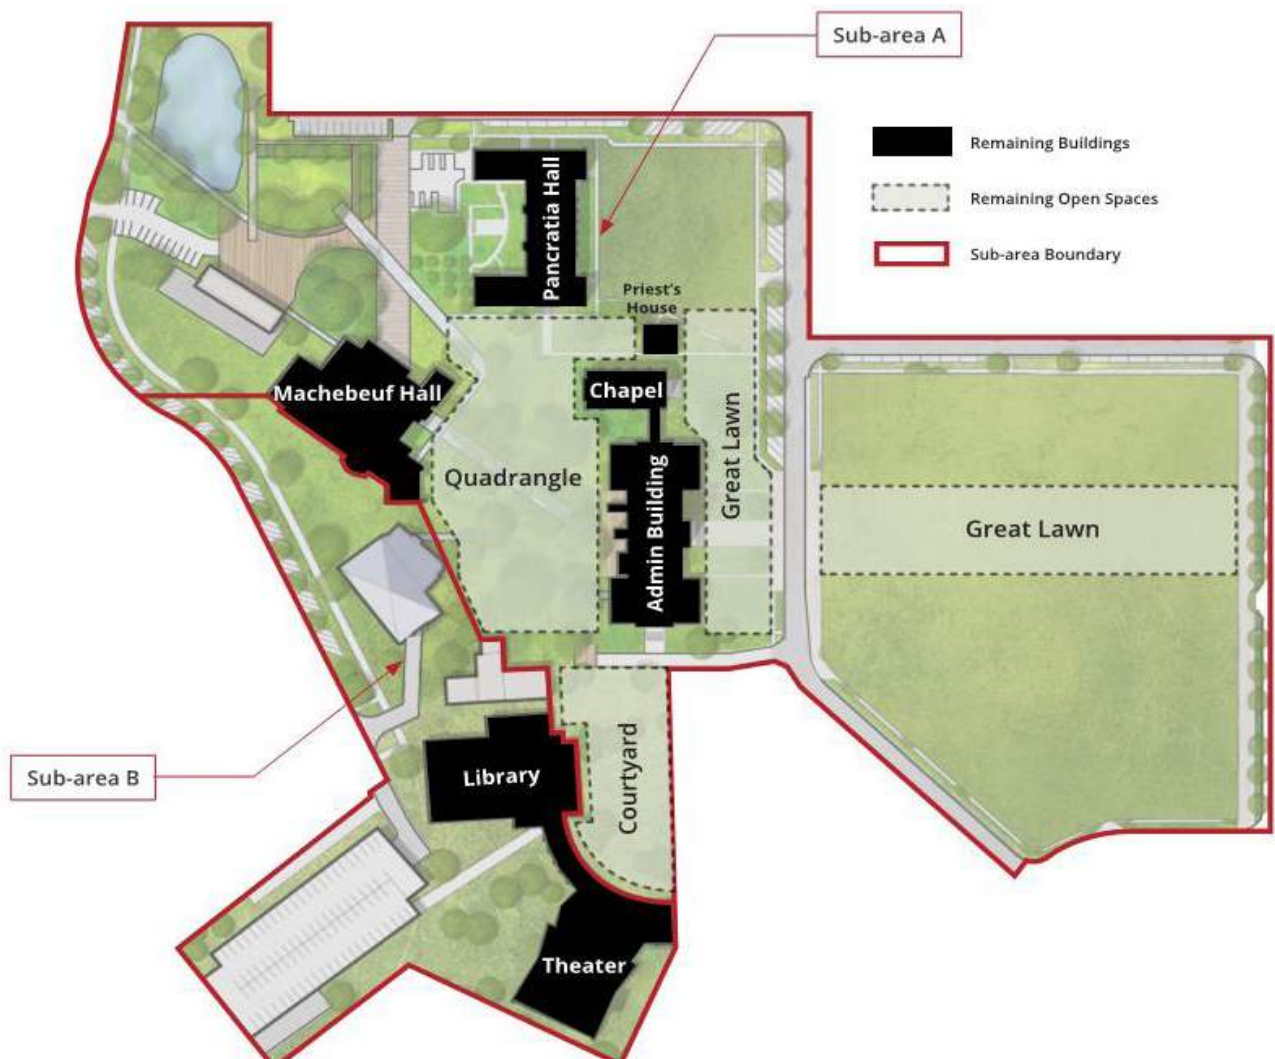 Sub-area A
Remaining Buildings
Remaining Open Spaces
Sub-area Boundary
Pancratia Hall
Priest's
House
Machebeuf Hall
Chapel
Great Lawn
Quadrangle
Admin Building
Great Lawn
Sub-area B
Library
Courtyard
Theater